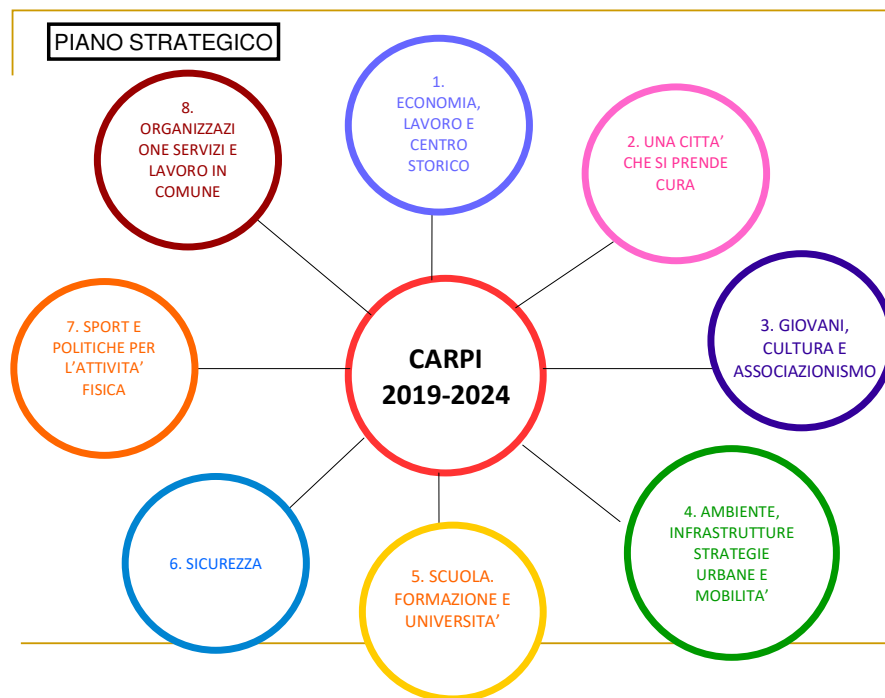 PIANO STRATEGICO
1.
ECONOMIA,
LAVORO E
CENTRO
STORICO
2. UNA CITTA’
CHE SI PRENDE
CURA
3. GIOVANI,
CULTURA E
ASSOCIAZIONISMO
4. AMBIENTE,
INFRASTRUTTURE
STRATEGIE
URBANE E
MOBILITA’
5. SCUOLA.
FORMAZIONE E
UNIVERSITA’
6. SICUREZZA
7. SPORT E
POLITICHE PER
L’ATTIVITA’
FISICA
8.
ORGANIZZAZI
ONE SERVIZI E
LAVORO IN
COMUNE
CARPI
2019-2024